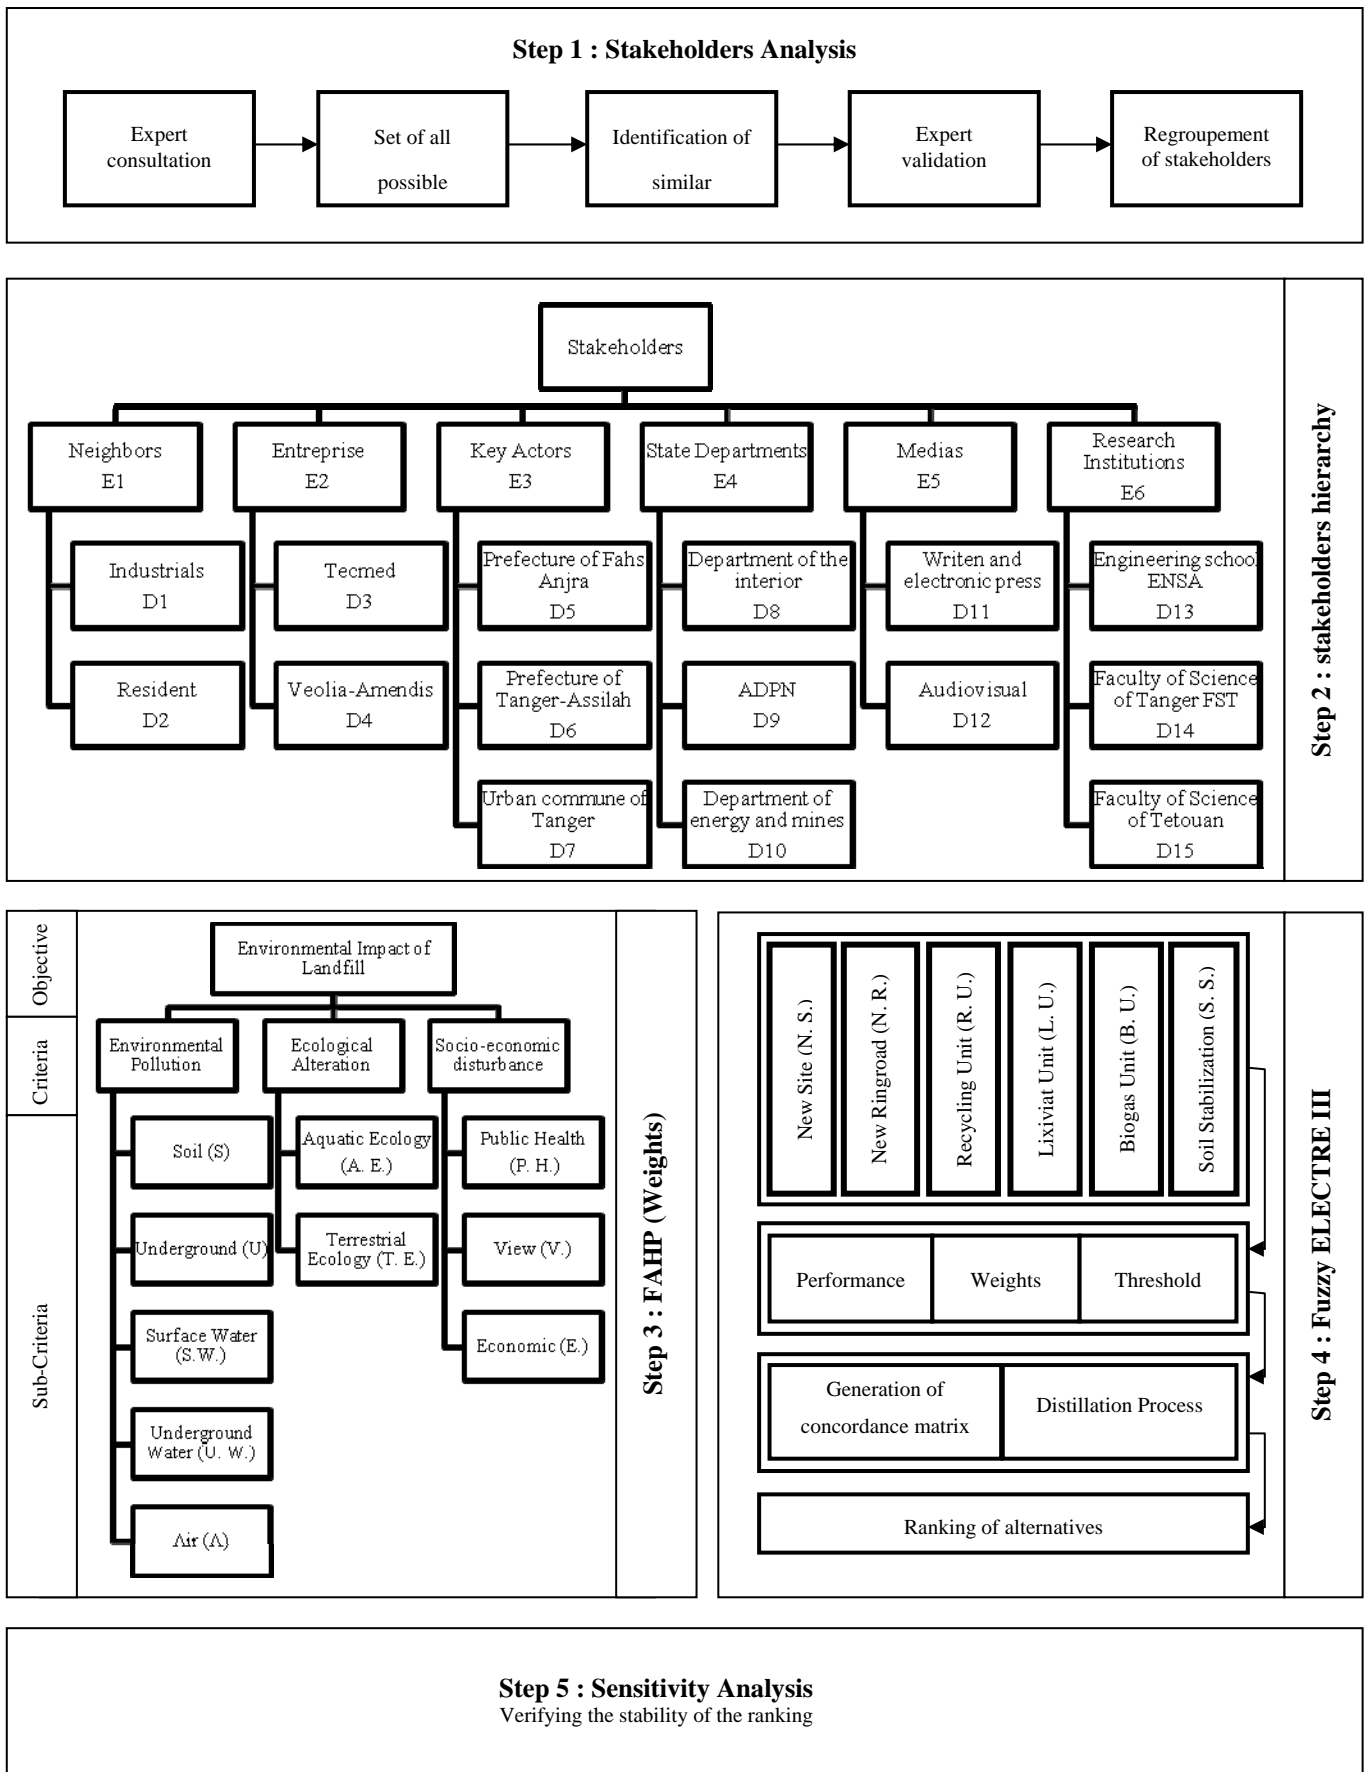 Step 1 : Stakeholders Analysis
Expert
consultation
Set of all
possible
Identification of
similar
Expert
validation
Regroupement
of stakeholders
Step 2 : stakeholders hierarchy
Stakeholders
Neighbors
E1
Entreprise
E2
Key Actors
E3
State Departments
E4
Medias
E5
Research
Institutions
E6
Industrials
D1
Resident
D2
Tecmed
D3
Veolia-Amendis
D4
Prefecture of Fahs
Anjra
D5
Prefecture of
Tanger-Assilah
D6
Urban commune of
Tanger
D7
Department of the
interior
D8
ADPN
D9
Department of
energy and mines
D10
Writen and
electronic press
D11
Audiovisual
D12
Engineering school
ENSA
D13
Faculty of Science
of Tanger FST
D14
Faculty of Science
of Tetouan
D15
Step 3 : FAHP (Weights)
Objective
Criteria
Sub-Criteria
Environmental Impact of
Landfill
Environmental
Pollution
Ecological
Alteration
Socio-economic
disturbance
Soil (S)
Underground (U)
Surface Water
(S.W.)
Underground
Water (U. W.)
Air (A)
Aquatic Ecology
(A. E.)
Terrestrial
Ecology (T. E.)
Public Health
(P. H.)
View (V.)
Economic (E.)
Step 4 : Fuzzy ELECTRE III
New Site (N. S.)
New Ringroad (N. R.)
Recycling Unit (R. U.)
Lixiviat Unit (L. U.)
Biogas Unit (B. U.)
Soil Stabilization (S. S.)
Performance
Weights
Threshold
Generation of
concordance matrix
Distillation Process
Ranking of alternatives
Step 5 : Sensitivity Analysis
Verifying the stability of the ranking